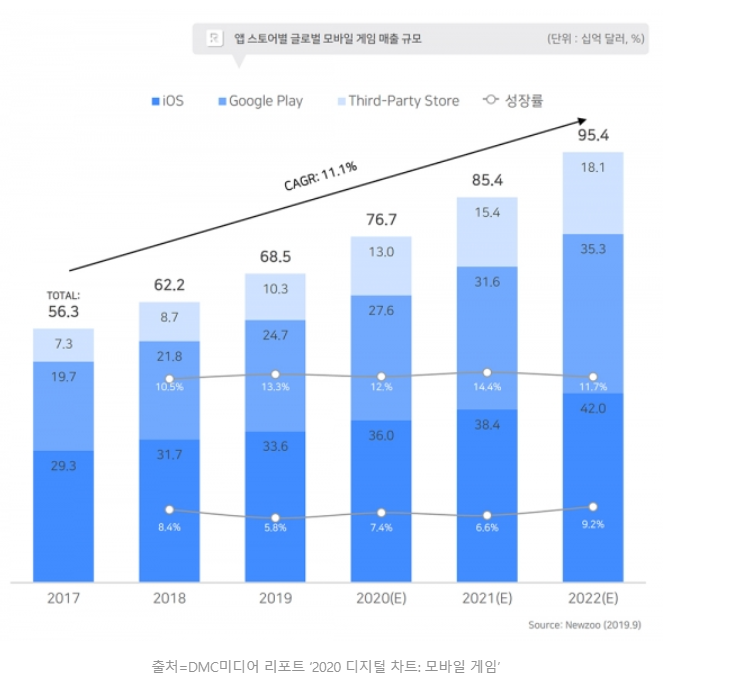 앱 스토어별 글로벌 모바일 게임 매출 규모 (단위 : 십억 달러, %)
iOS Google Play Third-Party Store 성장률
CAGR: 11.1%
95.4
18.1
85.4
15.4
76.7
13.0
68.5
10.3
62.2
8.7
TOTAL:
56.3
7.3
19.7 21.8 24.7 27.6 31.6 35.3
10.5% 13.3% 12.% 14.4% 11.7%
29.3 31.7 33.6 36.0 38.4 42.0
8.4% 5.8% 7.4% 6.6% 9.2%
2017 2018 2019 2020(E) 2021(E) 2022(E)
Source: Newzoo (2019.9)
출처=DMC미디어 리포트 ‘2020 디지털 차트: 모바일 게임’